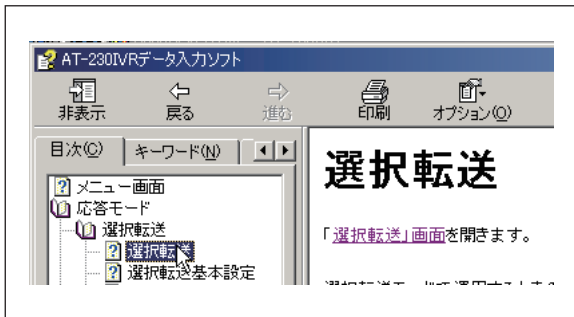 AT-230IVRデータ入力ソフト
非表示 戻る 進む 印刷 オプション(O)
目次(C) キーワード(N)
メニュー画面
応答モード
選択転送
選択転送
選択転送基本設定
選択転送
「選択転送」画面を開きます。